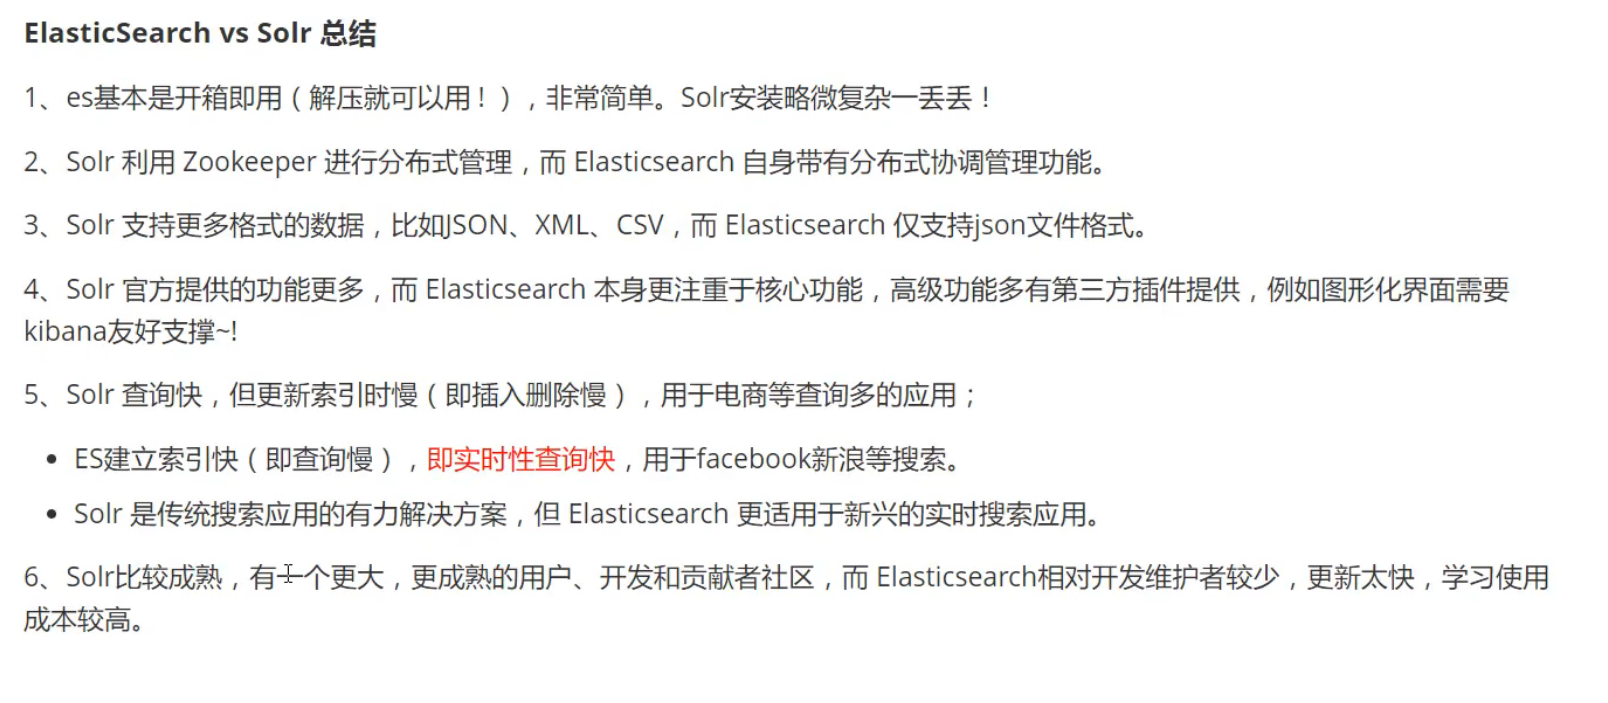 ElasticSearch vs Solr 总结
1、es基本是开箱即用（解压就可以用！），非常简单。Solr安装略微复杂一丢丢！
2、Solr 利用 Zookeeper 进行分布式管理，而 Elasticsearch 自身带有分布式协调管理功能。
3、Solr 支持更多格式的数据，比如JSON、XML、CSV，而 Elasticsearch 仅支持json文件格式。
4、Solr 官方提供的功能更多，而 Elasticsearch 本身更注重于核心功能，高级功能多有第三方插件提供，例如图形化界面需要
kibana友好支撑~!
5、Solr 查询快，但更新索引时慢（即插入删除慢），用于电商等查询多的应用；
• ES建立索引快（即查询慢），即实时性查询快，用于facebook新浪等搜索。
• Solr 是传统搜索应用的有力解决方案，但 Elasticsearch 更适用于新兴的实时搜索应用。
6、Solr比较成熟，有一个更大，更成熟的用户、开发和贡献者社区，而 Elasticsearch相对开发维护者较少，更新太快，学习使用
成本较高。